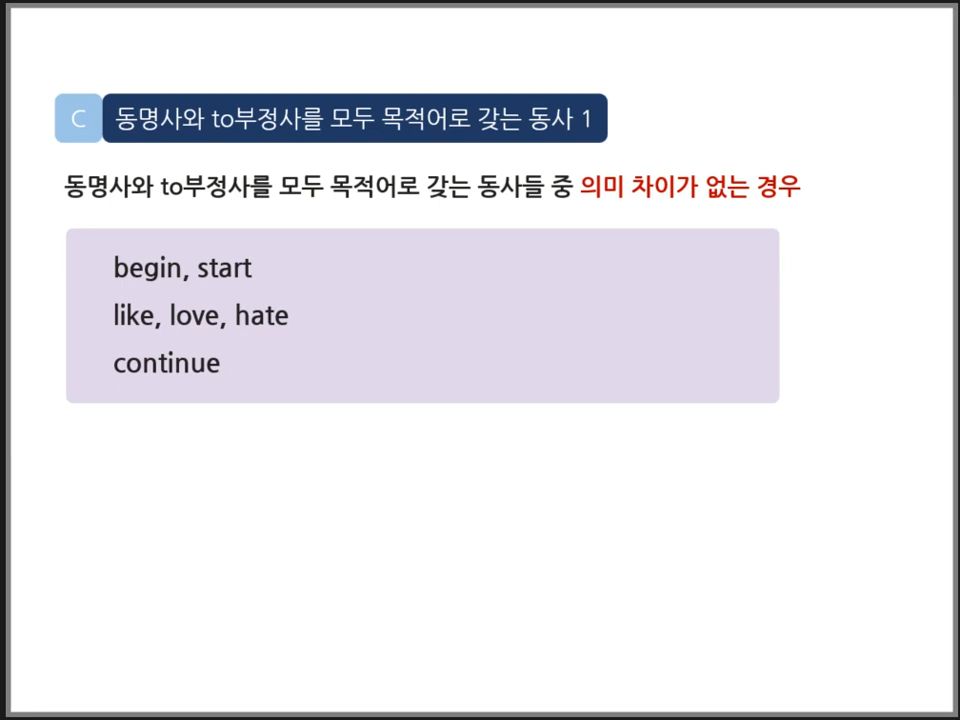 C 동명사와 to부정사를 모두 목적어로 갖는 동사 1
동명사와 to부정사를 모두 목적어로 갖는 동사들 중 의미 차이가 없는 경우
begin, start
like, love, hate
continue